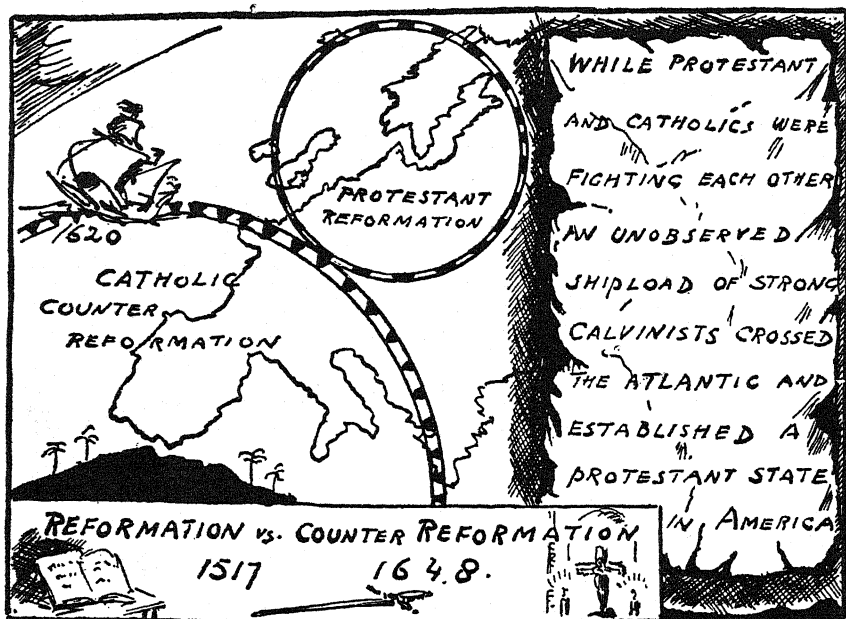 WHILE PROTESTANT
AND CATHOLICS WERE
FIGHTING EACH OTHER
AN UNOBSERVED
SHIPLOAD OF STRONG
CALVINISTS CROSSED
THE ATLANTIC AND
ESTABLISHED A
PROTESTANT STATE
IN AMERICA
PROTESTANT
REFORMATION
1620
CATHOLIC
COUNTER
REFORMATION
REFORMATION VS. COUNTER REFORMATION
1517 1648.